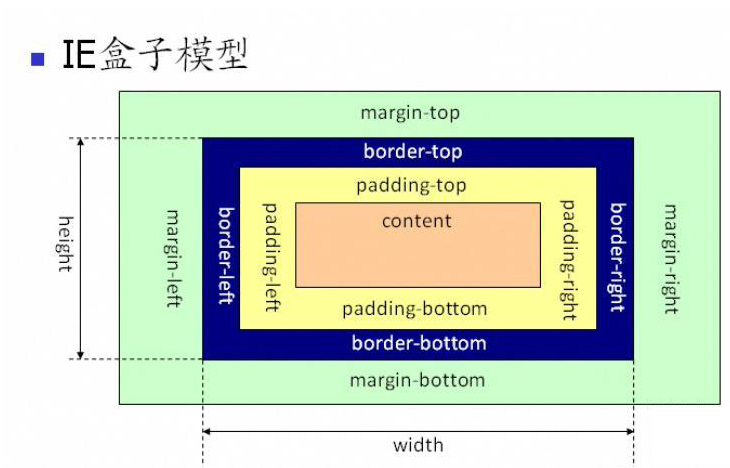 IE盒子模型
margin-top
border-top
padding-top
content
height
margin-left
border-left
padding-left
padding-right
border-right
margin-right
padding-bottom
border-bottom
margin-bottom
width